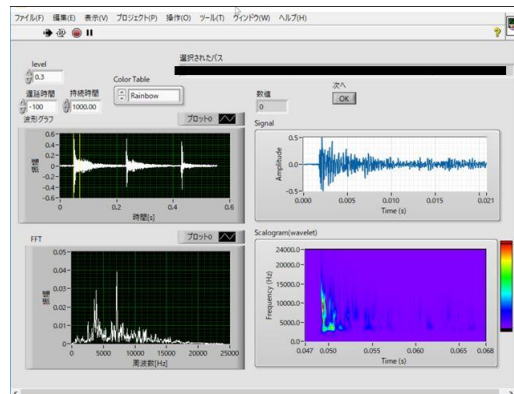 ファイル(F) 編集(E) 表示(V) プロジェクト(P) 操作(O) ツール(T) ウィンドウ(W) ヘルプ(H)
選択されたパス
level
0.3
Color Table
Rainbow
遅延時間 持続時間
-100 1000.00
数値
0
次へ
OK
波形グラフ プロット0
振幅
0.6
0.4
0.2
0
-0.2
-0.4
-0.6
0 0.2 0.4 0.6
時間[s]
Signal
Amplitude
0.5
0.0
-0.5
0.000 0.005 0.010 0.015 0.021
Time (s)
FFT プロット0
振幅
0.05
0.04
0.03
0.02
0.01
0
0 5000 10000 15000 20000 25000
周波数[Hz]
Scalogram(wavelet)
Frequency (Hz)
24000.0
20000.0
15000.0
10000.0
5000.0
0.0
0.047 0.050 0.055 0.060 0.065 0.068
Time (s)